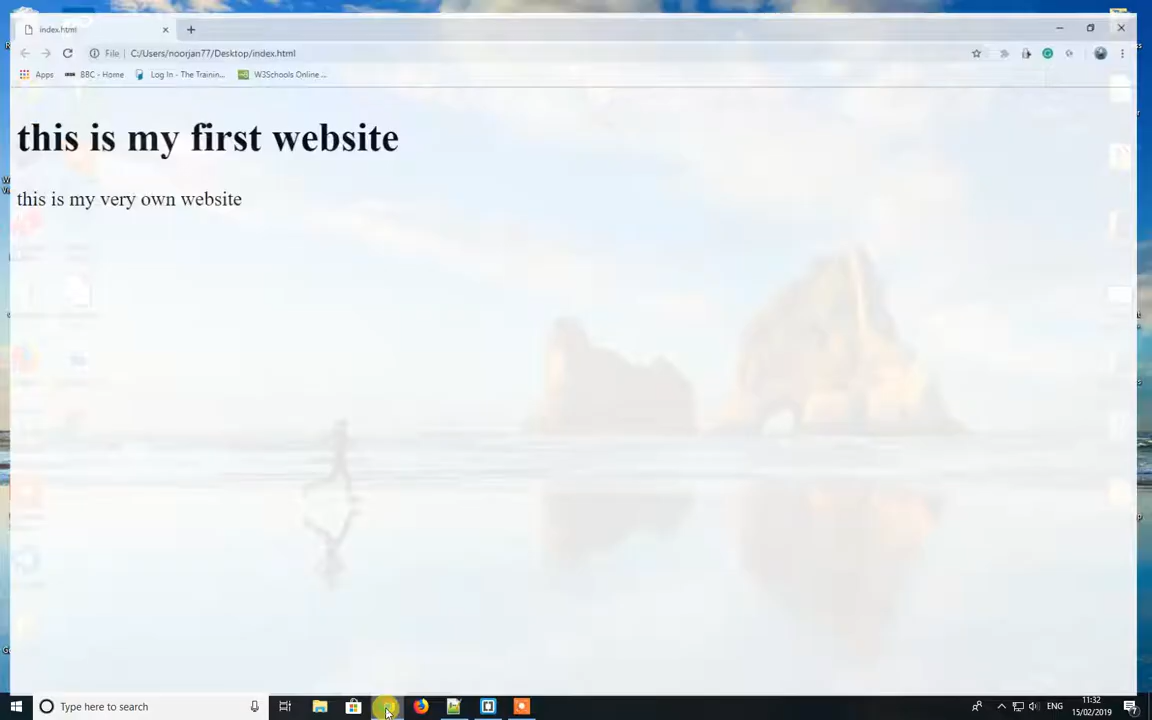 index.html
File | C:/Users/noorjan77/Desktop/index.html
Apps BBC - Home Log In - The Trainin... W3Schools Online ...
this is my first website
this is my very own website
Type here to search
ENG
11:32
15/02/2019